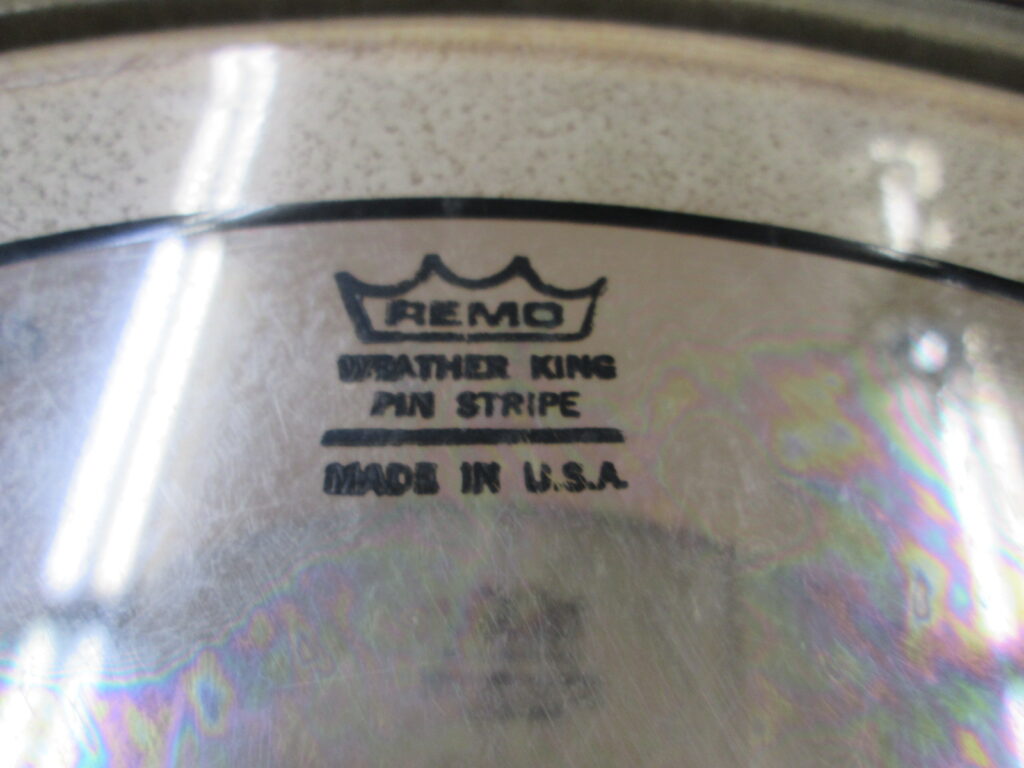 REMO
WEATHER KING
PIN STRIPE
MADE IN U.S.A.